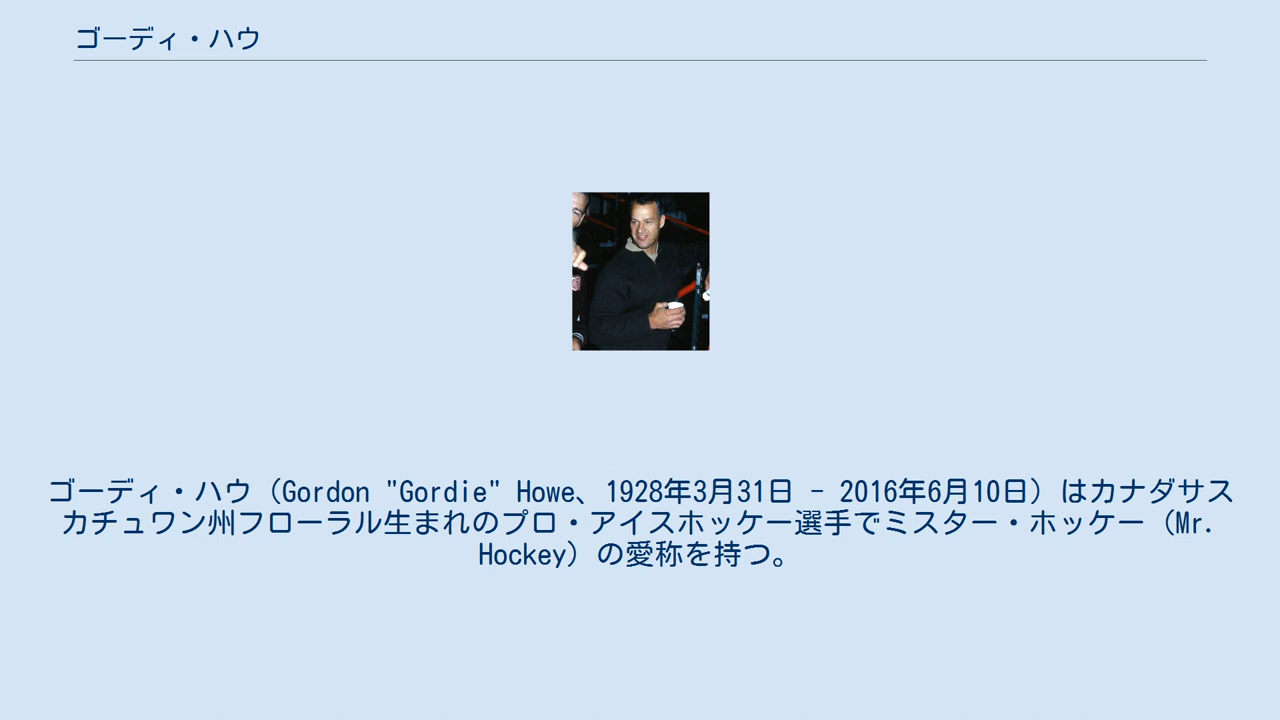 ゴーディ・ハウ
ゴーディ・ハウ（Gordon "Gordie" Howe、1928年3月31日 - 2016年6月10日）はカナダサス
カチュワン州フローラル生まれのプロ・アイスホッケー選手でミスター・ホッケー（Mr.
Hockey）の愛称を持つ。